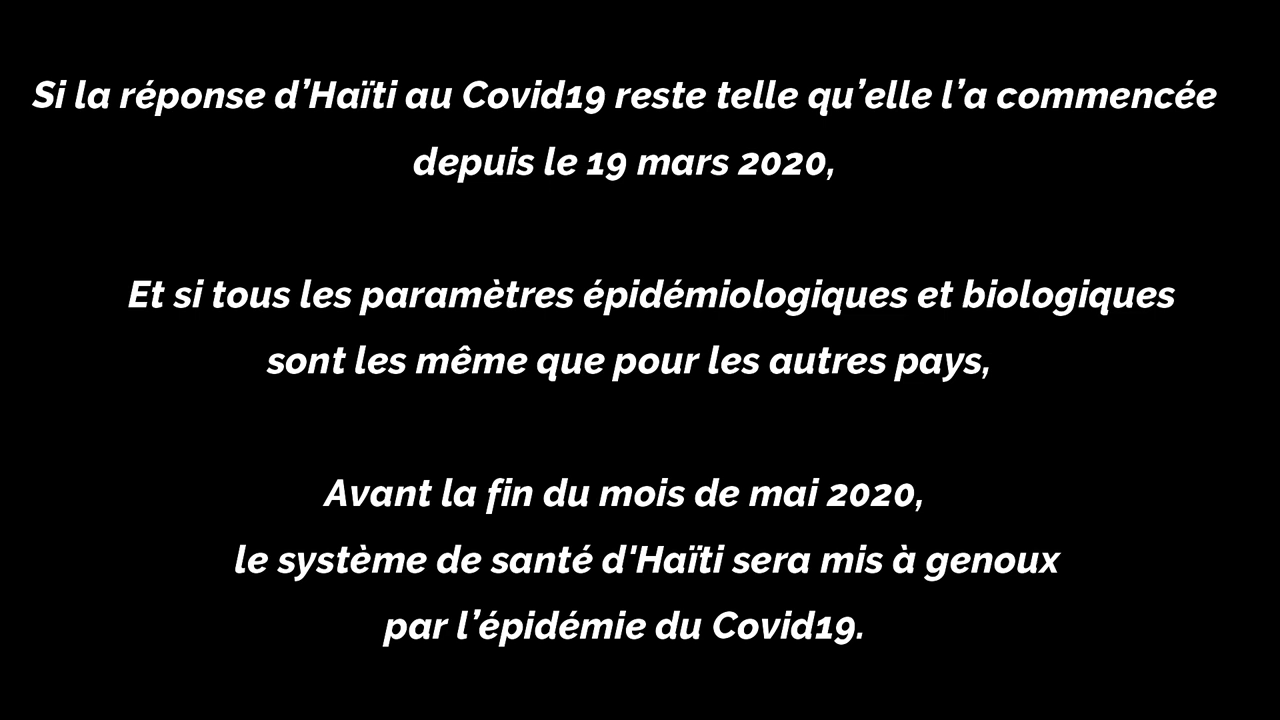 Si la réponse d’Haïti au Covid19 reste telle qu’elle l’a commencée
depuis le 19 mars 2020,
Et si tous les paramètres épidémiologiques et biologiques
sont les même que pour les autres pays,
Avant la fin du mois de mai 2020,
le système de santé d'Haïti sera mis à genoux
par l’épidémie du Covid19.